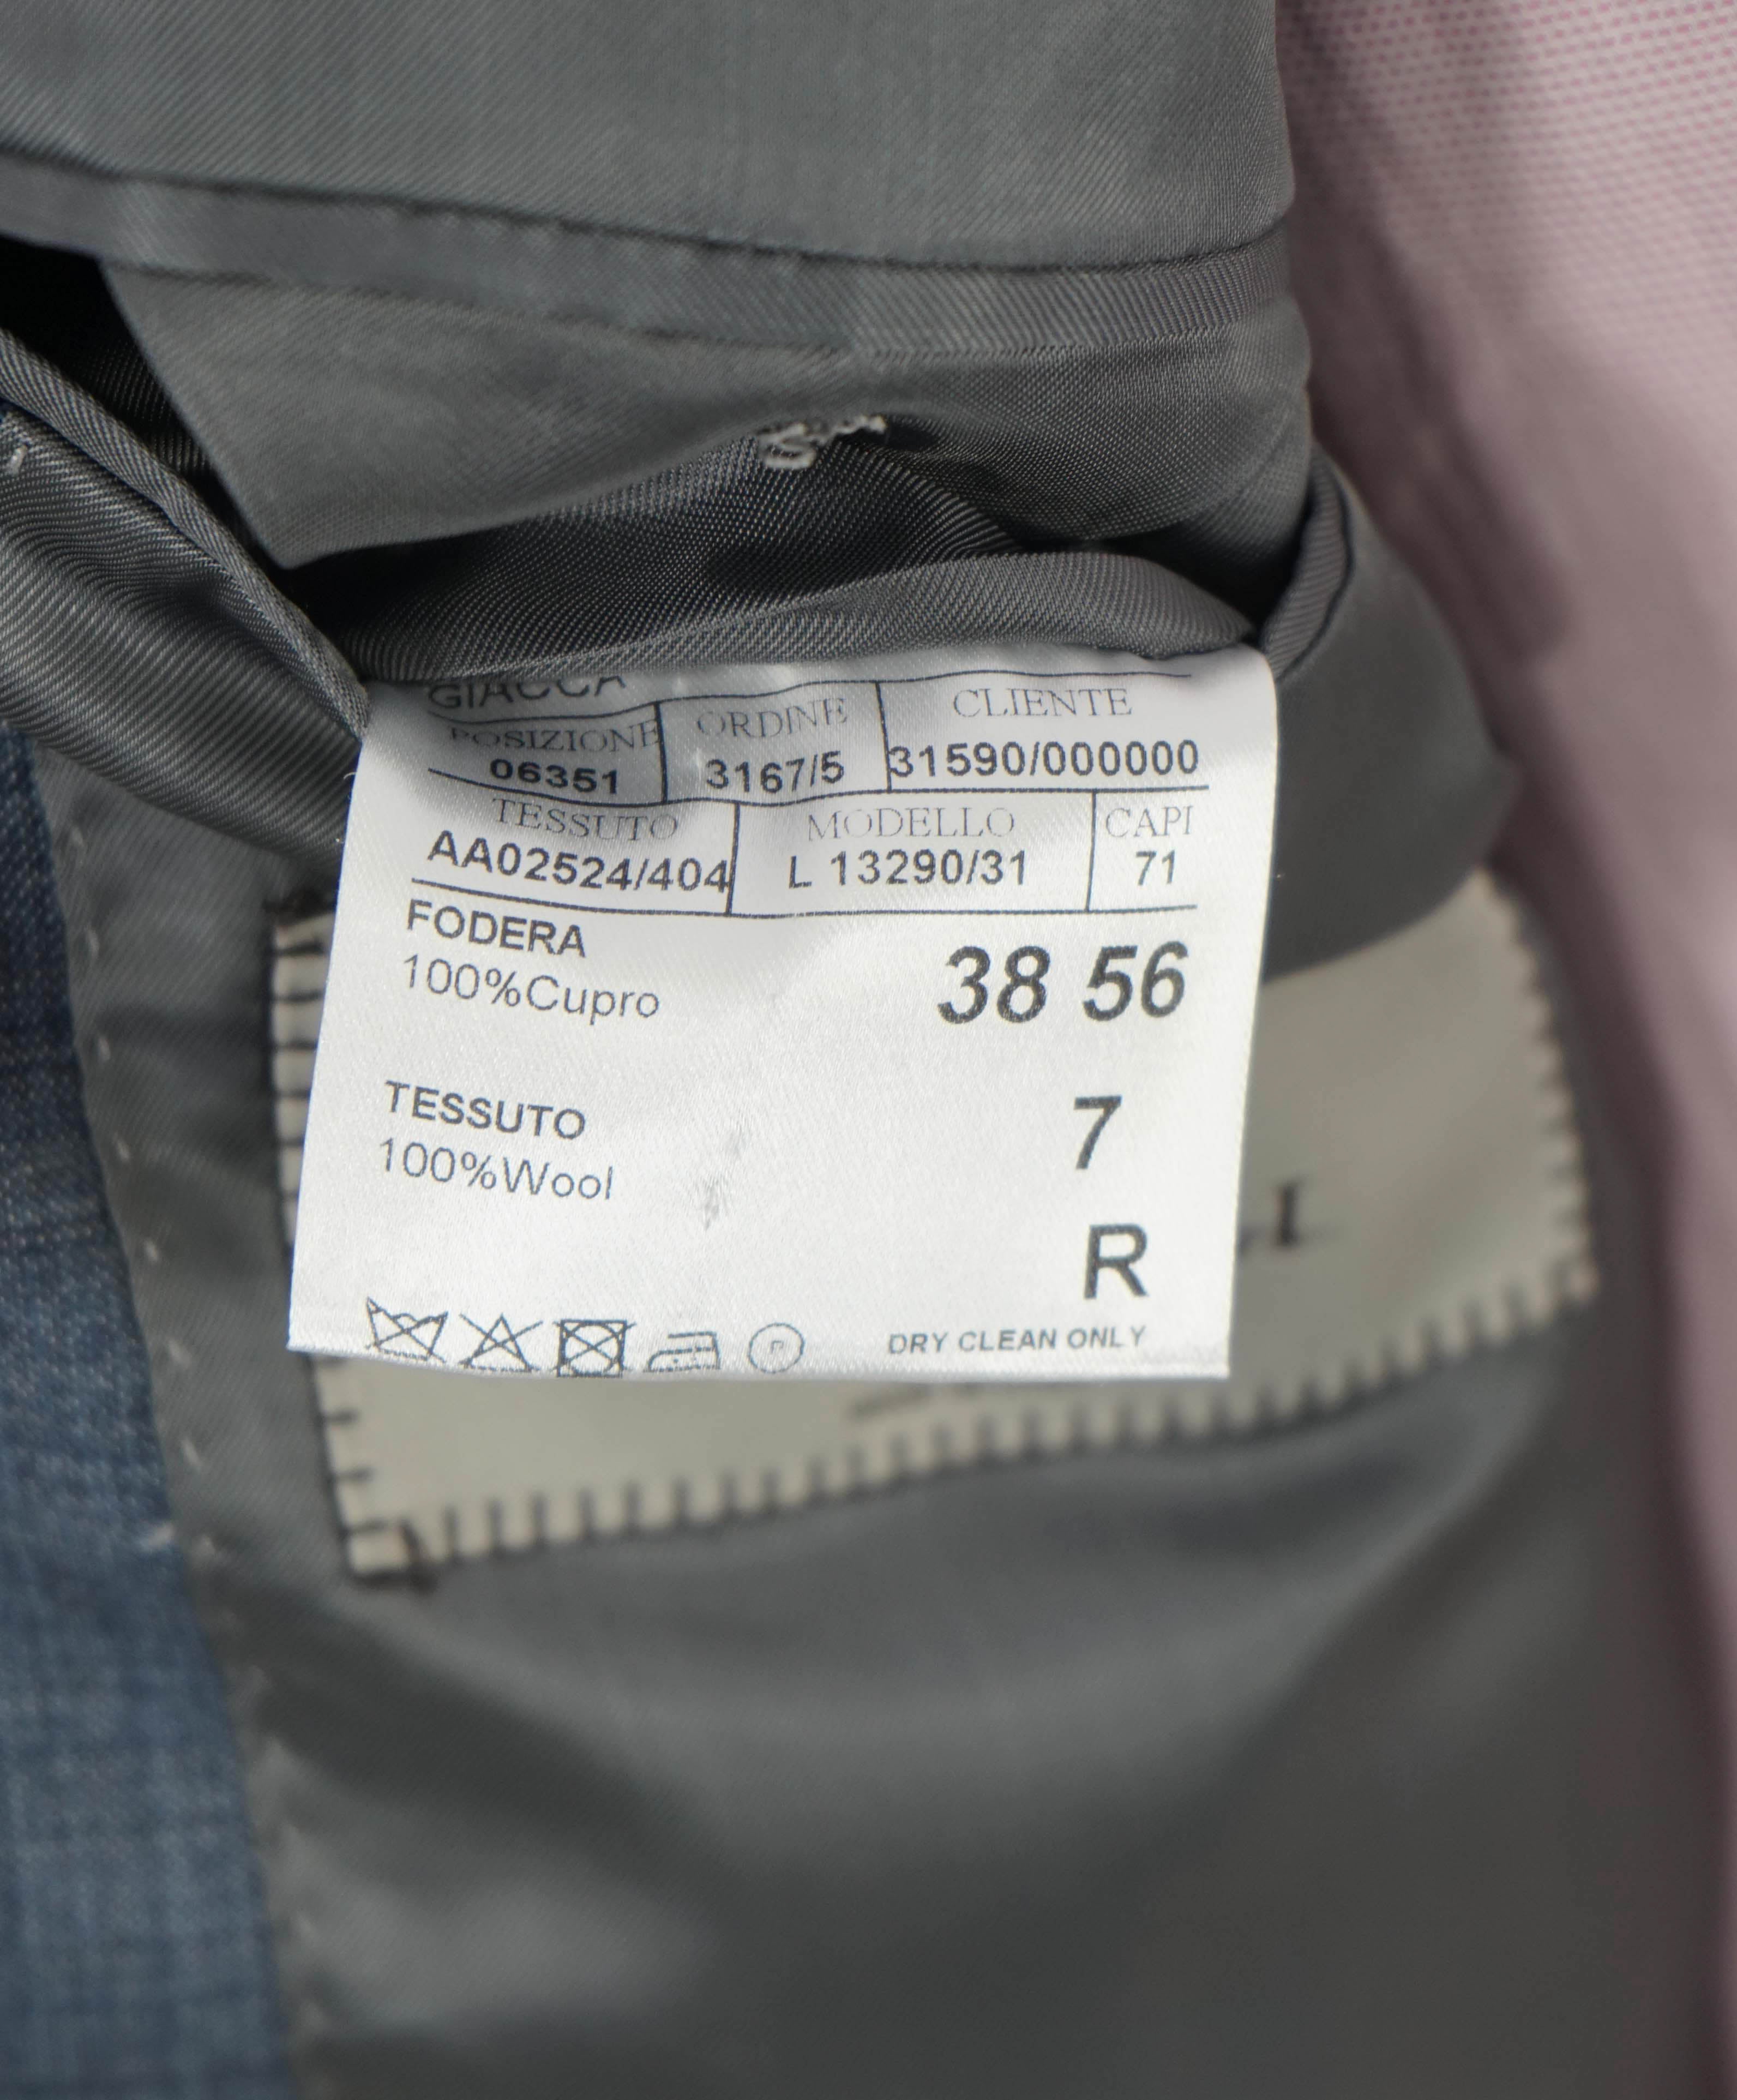 GIACCA
POSIZIONE ORDINE CLIENTE
06351 3167/5 31590/000000
TESSUTO MODELLO CAPI
AA02524/404 L 13290/31 71
FODERA
100%Cupro 38 56
TESSUTO 7
100%Wool
R
P DRY CLEAN ONLY